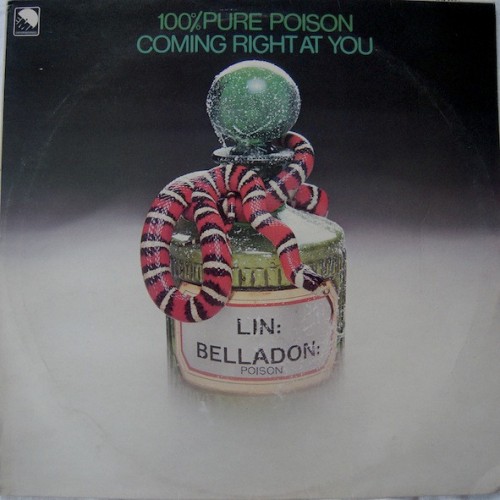 100% PURE POISON
COMING RIGHT AT YOU
LIN:
BELLADON:
POISON.